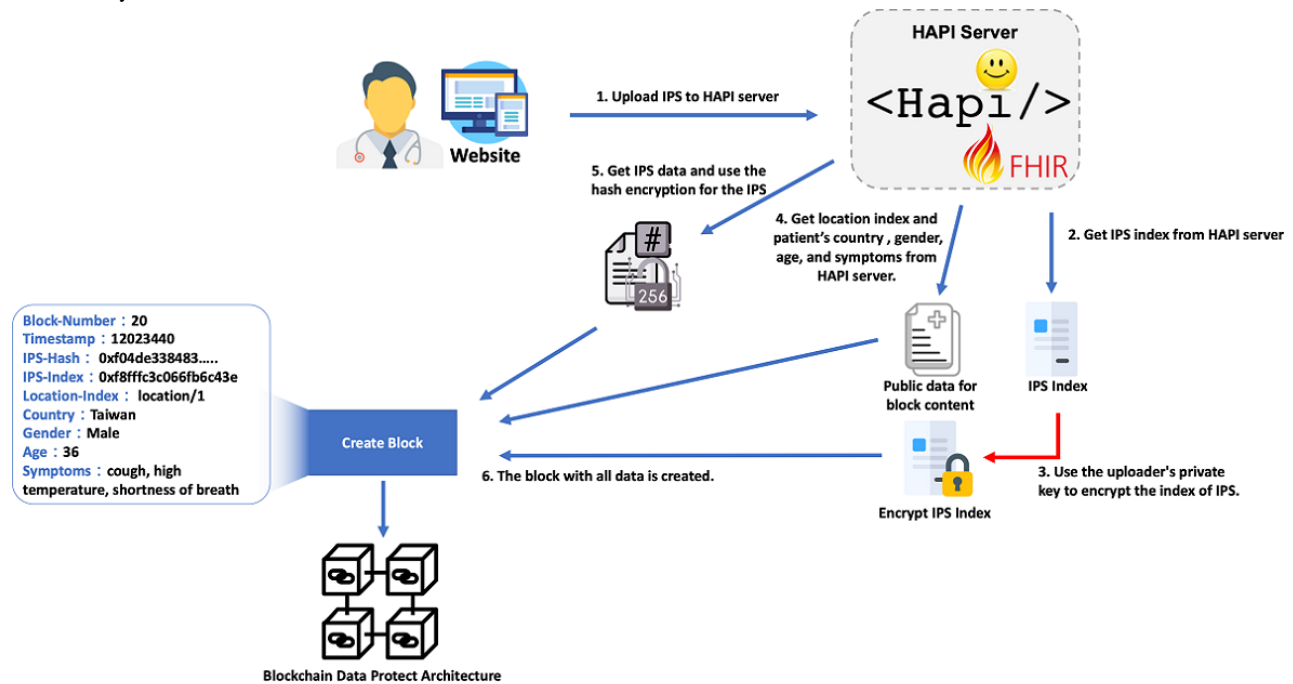 HAPI Server
<Hapi/>
FHIR
1. Upload IPS to HAPI server
Website
5. Get IPS data and use the
hash encryption for the IPS
#
256
4. Get location index and
patient's country , gender,
age, and symptoms from
HAPI server.
2. Get IPS index from HAPI server
Block-Number：20
Timestamp：12023440
IPS-Hash： 0xf04de338483.....
IPS-Index：0xf8fffc3c066fb6c43e
Location-Index： location/1
Country：Taiwan
Gender：Male
Age：36
Symptoms：cough, high
temperature, shortness of breath
Public data for
block content
IPS Index
Create Block
6. The block with all data is created.
3. Use the uploader's private
key to encrypt the index of IPS.
Encrypt IPS Index
Blockchain Data Protect Architecture